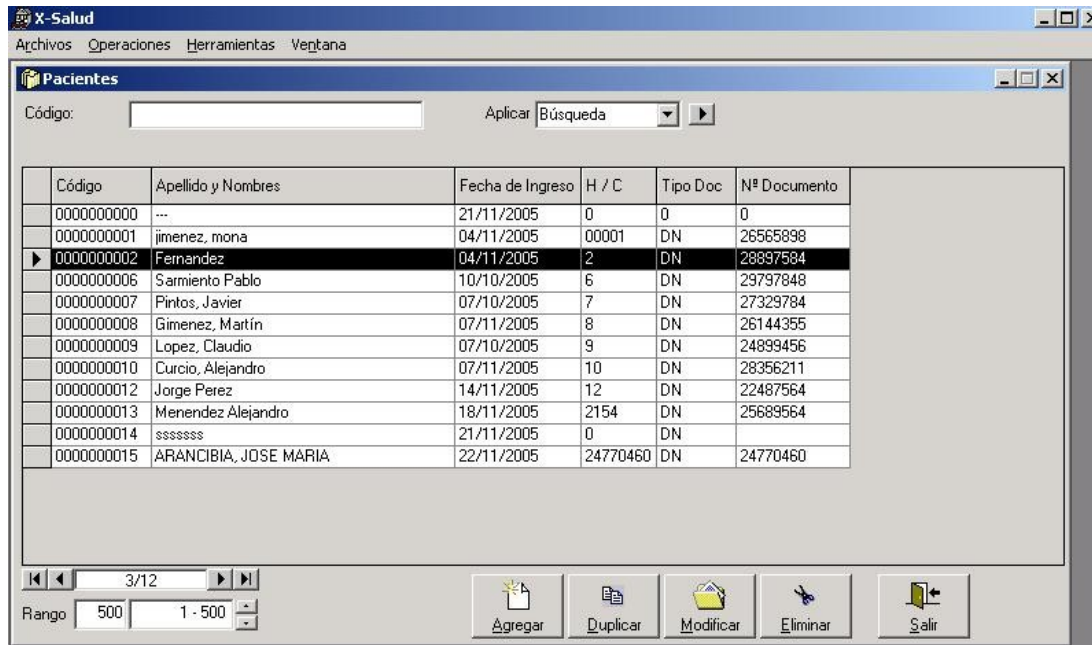 X-Salud
Archivos Operaciones Herramientas Ventana
Pacientes
Código: Aplicar Búsqueda
Código Apellido y Nombres Fecha de Ingreso H / C Tipo Doc Nº Documento
0000000000 --- 21/11/2005 0 0 0
0000000001 jimenez, mona 04/11/2005 00001 DN 26565898
0000000002 Fernandez 04/11/2005 2 DN 28897584
0000000006 Sarmiento Pablo 10/10/2005 6 DN 29797848
0000000007 Pintos, Javier 07/10/2005 7 DN 27329784
0000000008 Gimenez, Martín 07/11/2005 8 DN 26144355
0000000009 Lopez, Claudio 07/10/2005 9 DN 24899456
0000000010 Curcio, Alejandro 07/11/2005 10 DN 28356211
0000000012 Jorge Perez 14/11/2005 12 DN 22487564
0000000013 Menendez Alejandro 18/11/2005 2154 DN 25689564
0000000014 sssssss 21/11/2005 0 DN
0000000015 ARANCIBIA, JOSE MARIA 22/11/2005 24770460 DN 24770460
3/12
Rango 500 1 - 500
Agregar Duplicar Modificar Eliminar Salir